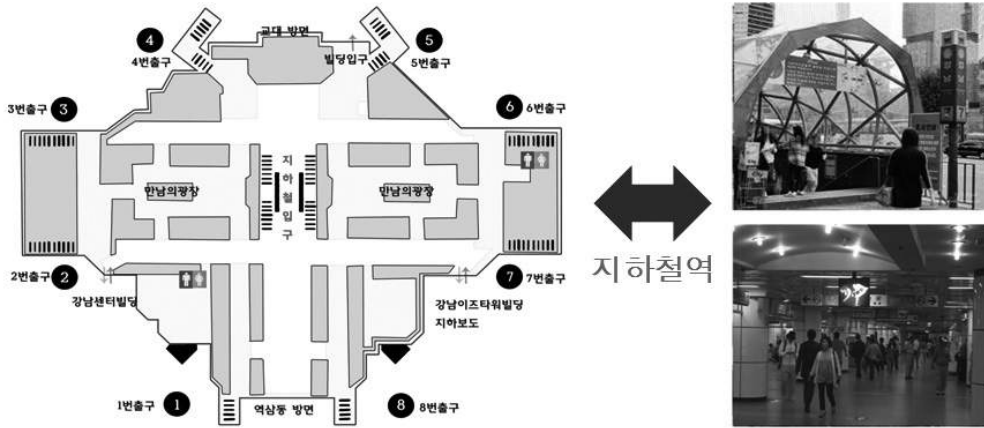 교대 방면
4
4번출구
빌딩입구
5
5번출구
3번출구
3
6
6번출구
지하철입구
만남의광장
만남의광장
지하철역
2번출구
2
7
7번출구
강남센터빌딩
강남이즈타워빌딩
지하보도
1번출구
1
역삼동 방면
8
8번출구